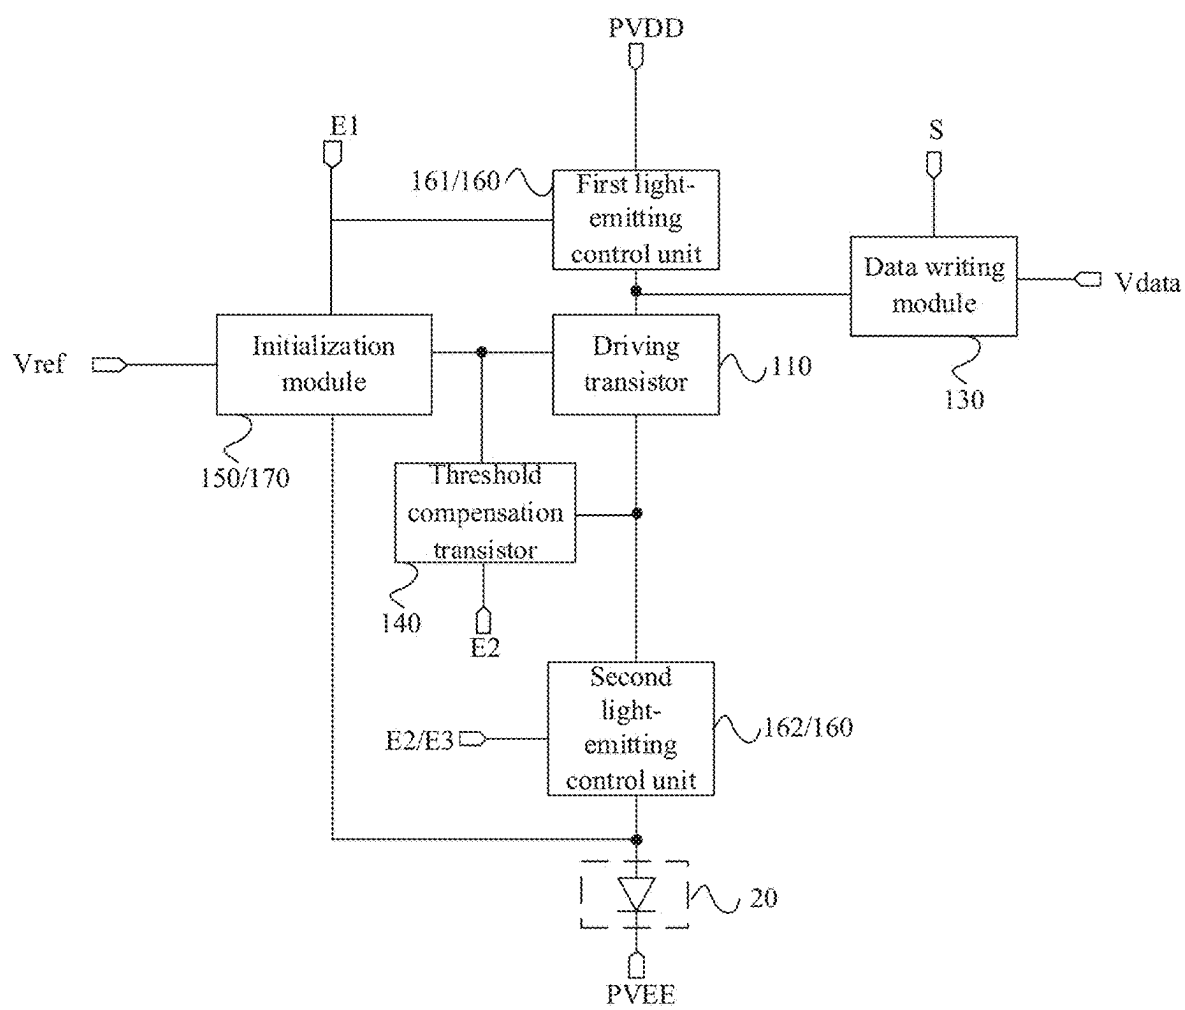 PVDD
E1
S
161/160
First light-
emitting
control unit
Data writing
module
Vdata
Vref
Initialization
module
Driving
transistor
110
130
150/170
Threshold
compensation
transistor
140
E2
Second
light-
emitting
control unit
E2/E3
162/160
20
PVEE